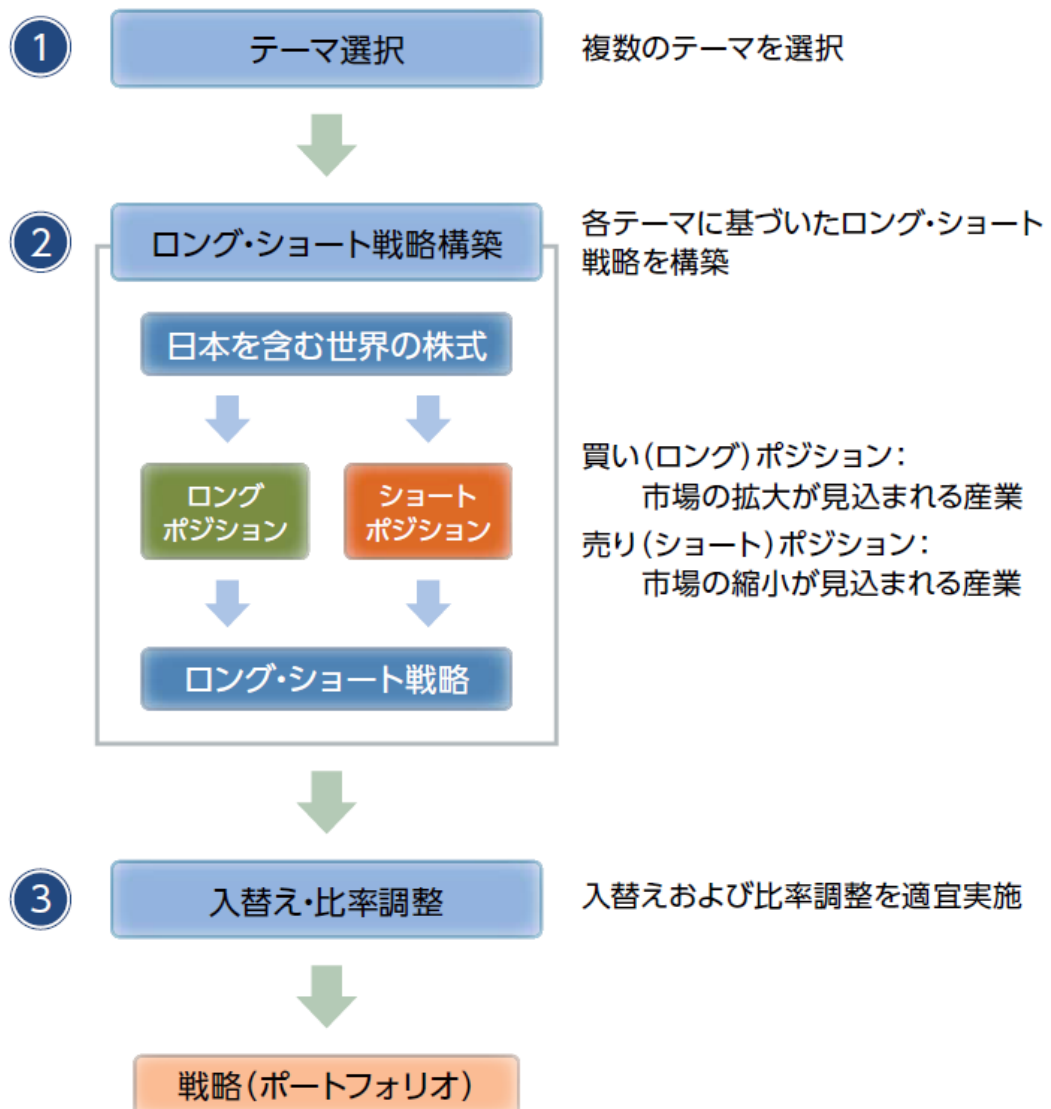 1
テーマ選択
複数のテーマを選択
2
ロング・ショート戦略構築
各テーマに基づいたロング・ショート
戦略を構築
日本を含む世界の株式
ロング
ポジション
ショート
ポジション
買い(ロング)ポジション:
市場の拡大が見込まれる産業
売り(ショート)ポジション:
市場の縮小が見込まれる産業
ロング・ショート戦略
3
入替え・比率調整
入替えおよび比率調整を適宜実施
戦略(ポートフォリオ)